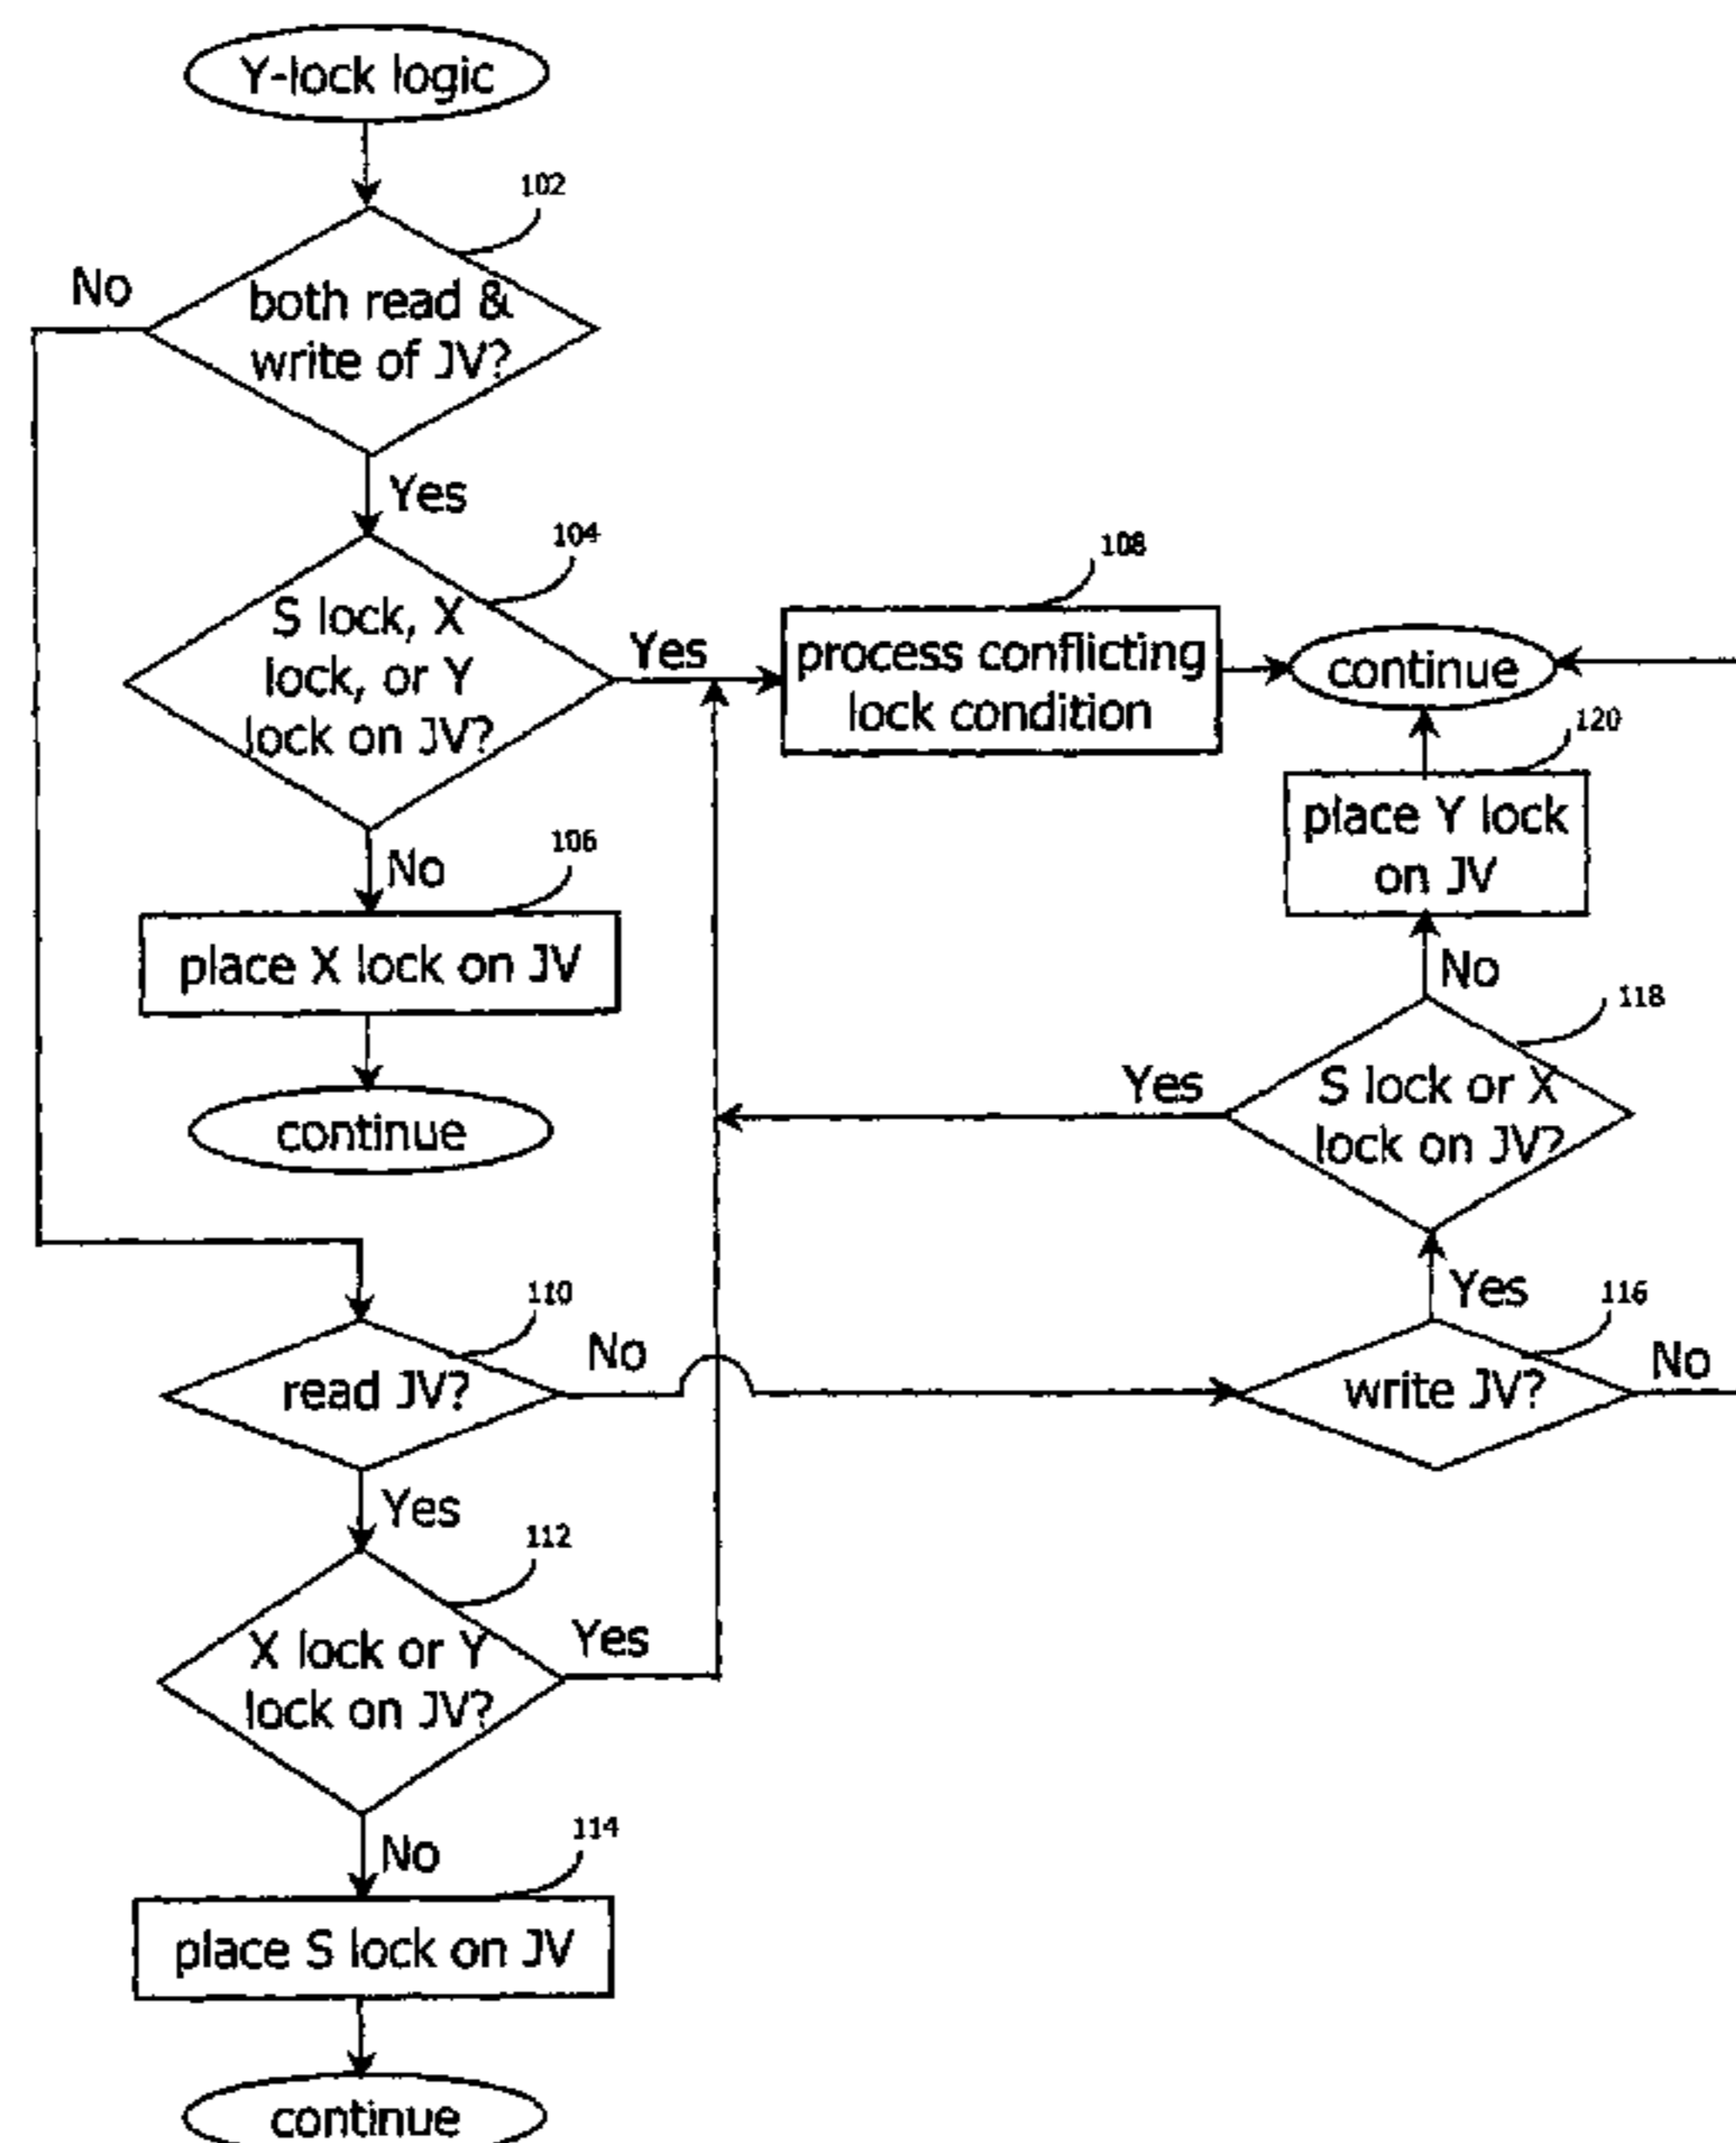 Y-lock logic
102
No
both read &
write of JV?
Yes
104
S lock, X
lock, or Y
lock on JV?
Yes
108
process conflicting
lock condition
continue
120
place Y lock
on JV
No
106
place X lock on JV
continue
No
118
S lock or X
lock on JV?
Yes
Yes
116
110
read JV?
No
write JV?
No
Yes
112
X lock or Y
lock on JV?
Yes
No
114
place S lock on JV
continue